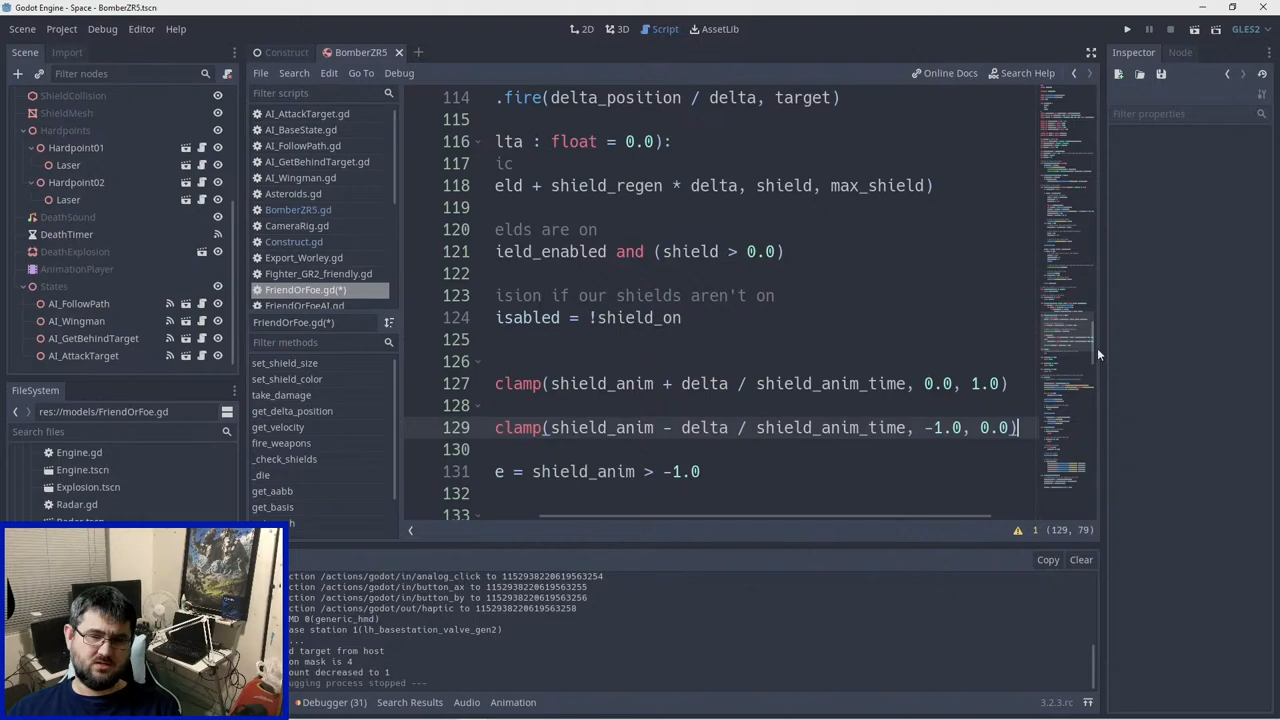 Godot Engine - Space - BomberZR5.tscn
Scene Project Debug Editor Help
2D 3D Script AssetLib
GLES2
Scene Import
Construct BomberZR5
Inspector Node
Filter nodes
File Search Edit Go To Debug
Online Docs Search Help
Filter scripts
Filter properties
ShieldCollision
ShieldMesh
Hardpoints
Hardpoint01
Laser
Hardpoint02
Laser
DeathSound
DeathTimer
DeathExplosion
AnimationPlayer
States
AI_FollowPath
AI_Wingman
AI_GetBehindTarget
AI_AttackTarget
FileSystem
res://models/FriendOrFoe.gd
Search files
Engine.gd
Engine.tscn
Explosion.tscn
Radar.gd
AI_AttackTarget.gd
AI_BaseState.gd
AI_FollowPath.gd
AI_GetBehindTarget.gd
AI_Wingman.gd
Asteroids.gd
BomberZR5.gd
CameraRig.gd
Construct.gd
Export_Worley.gd
Fighter_GR2_friendly.gd
FriendOrFoe.gd(*)
FriendOrFoeAI.gd
FriendOrFoe.gd(*)
Filter methods
set_shield_size
set_shield_color
take_damage
get_delta_position
get_velocity
fire_weapons
_check_shields
_die
get_aabb
get_basis
114 .fire(delta_position / delta, target)
115
116 lta : float = 0.0):
117 ic
118 eld + shield_regen * delta, shield, max_shield)
119
120 elds are on
121 ield_enabled and (shield > 0.0)
122
123 ision if our shields aren't on
124 isabled = !shield_on
125
126
127 clamp(shield_anim + delta / shield_anim_time, 0.0, 1.0)
128
129 clamp(shield_anim - delta / shield_anim_time, -1.0, 0.0)
130
131 e = shield_anim > -1.0
132
133
1 (129, 79)
Copy Clear
ction /actions/godot/in/analog_click to 1152938220619563254
ction /actions/godot/in/button_ax to 1152938220619563255
ction /actions/godot/in/button_by to 1152938220619563256
ction /actions/godot/out/haptic to 1152938220619563258
HMD 0(generic_hmd)
ase station 1(lh_basestation_valve_gen2)
...
ed target from host
on mask is 4
ount decreased to 1
ugging process stopped ---
Debugger (31) Search Results Audio Animation
3.2.3.rc